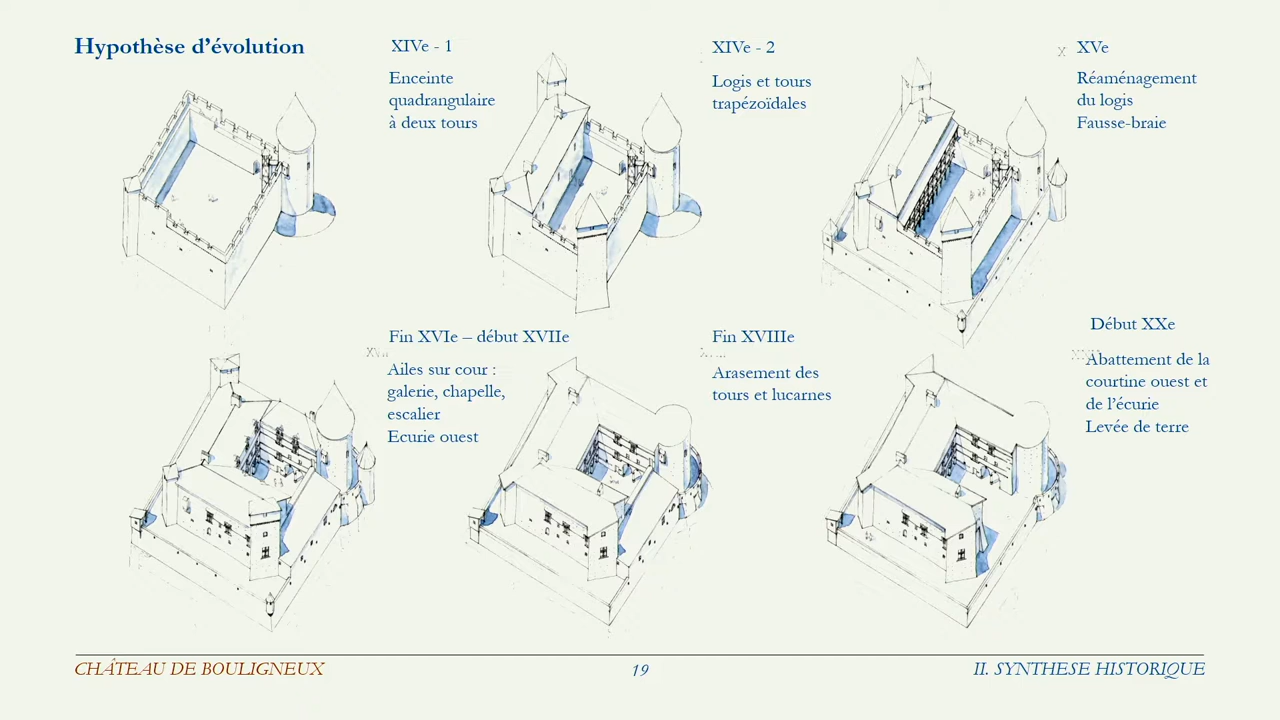 Hypothèse d'évolution
XIVe - 1
Enceinte
quadrangulaire
à deux tours
XIVe - 2
Logis et tours
trapézoïdales
XVe
Réaménagement
du logis
Fausse-braie
Fin XVIe – début XVIIe
Ailes sur cour :
galerie, chapelle,
escalier
Ecurie ouest
Fin XVIIIe
Arasement des
tours et lucarnes
Début XXe
Abattement de la
courtine ouest et
de l'écurie
Levée de terre
CHÂTEAU DE BOULIGNEUX
19
II. SYNTHESE HISTORIQUE